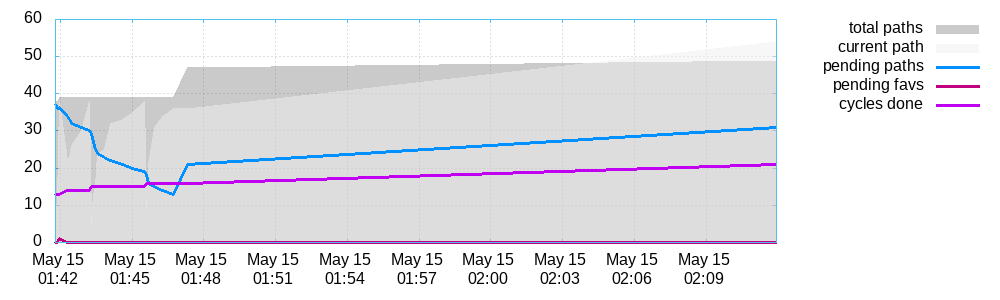 60
50
40
30
20
10
0
May 15 May 15 May 15 May 15 May 15 May 15 May 15 May 15 May 15 May 15
01:42 01:45 01:48 01:51 01:54 01:57 02:00 02:03 02:06 02:09
total paths
current path
pending paths
pending favs
cycles done